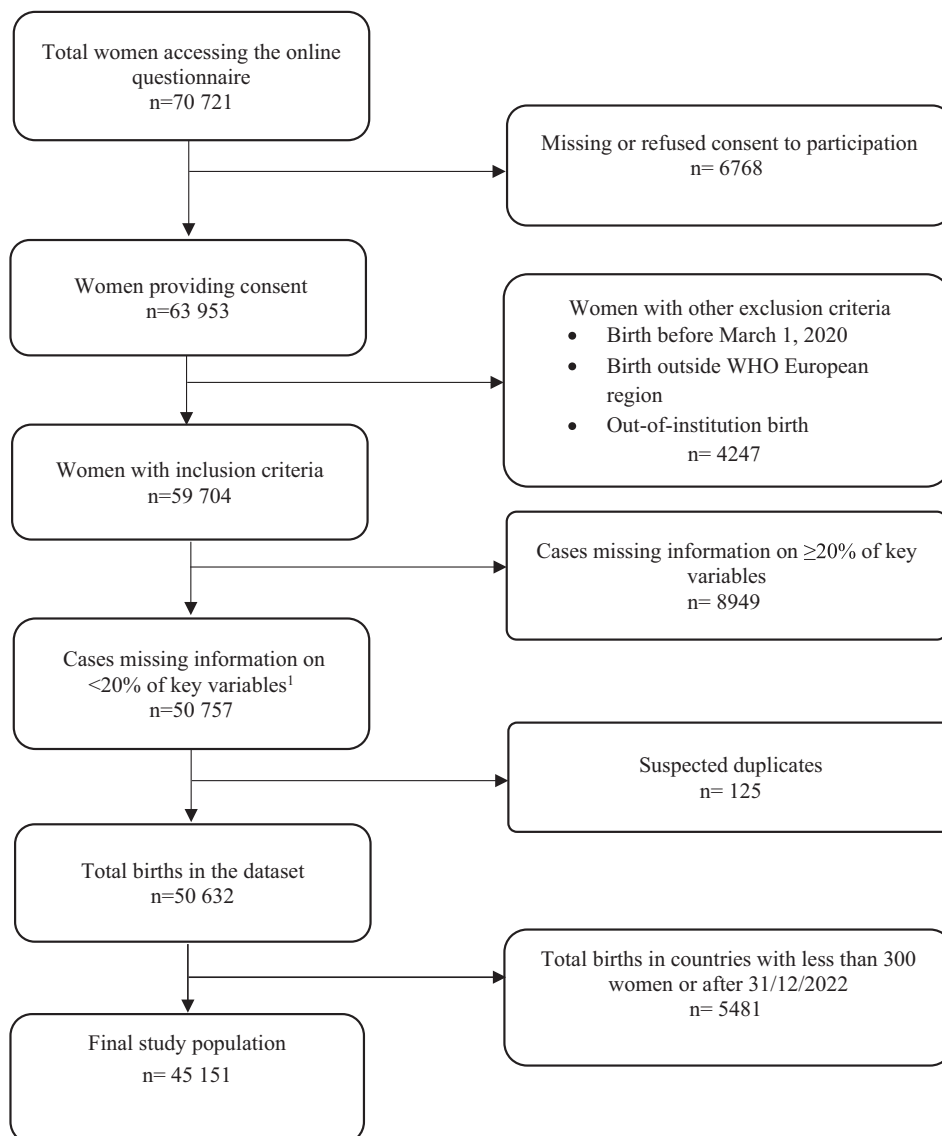 Total women accessing the online
questionnaire
n=70 721
Missing or refused consent to participation
n= 6768
Women providing consent
n=63 953
Women with other exclusion criteria
• Birth before March 1, 2020
• Birth outside WHO European
region
• Out-of-institution birth
n= 4247
Women with inclusion criteria
n=59 704
Cases missing information on ≥20% of key
variables
n= 8949
Cases missing information on
<20% of key variables¹
n=50 757
Suspected duplicates
n= 125
Total births in the dataset
n=50 632
Total births in countries with less than 300
women or after 31/12/2022
n= 5481
Final study population
n= 45 151